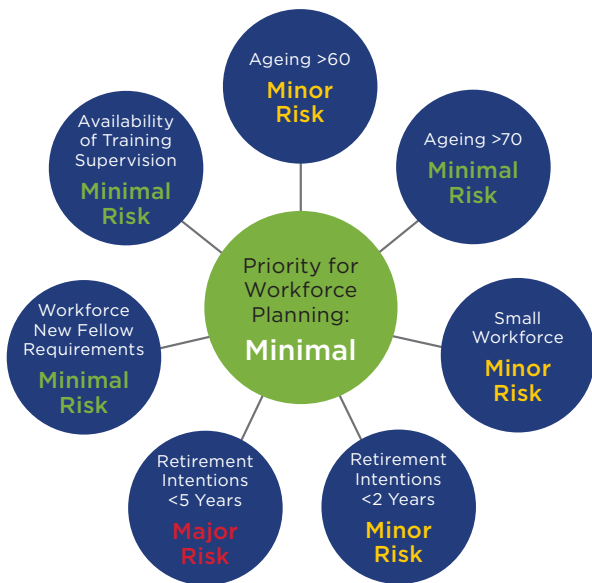 Ageing >60
Minor
Risk
Ageing >70
Minimal
Risk
Small
Workforce
Minor
Risk
Retirement
Intentions
<2 Years
Minor
Risk
Retirement
Intentions
<5 Years
Major
Risk
Workforce
New Fellow
Requirements
Minimal
Risk
Availability
of Training
Supervision
Minimal
Risk
Priority for
Workforce
Planning:
Minimal